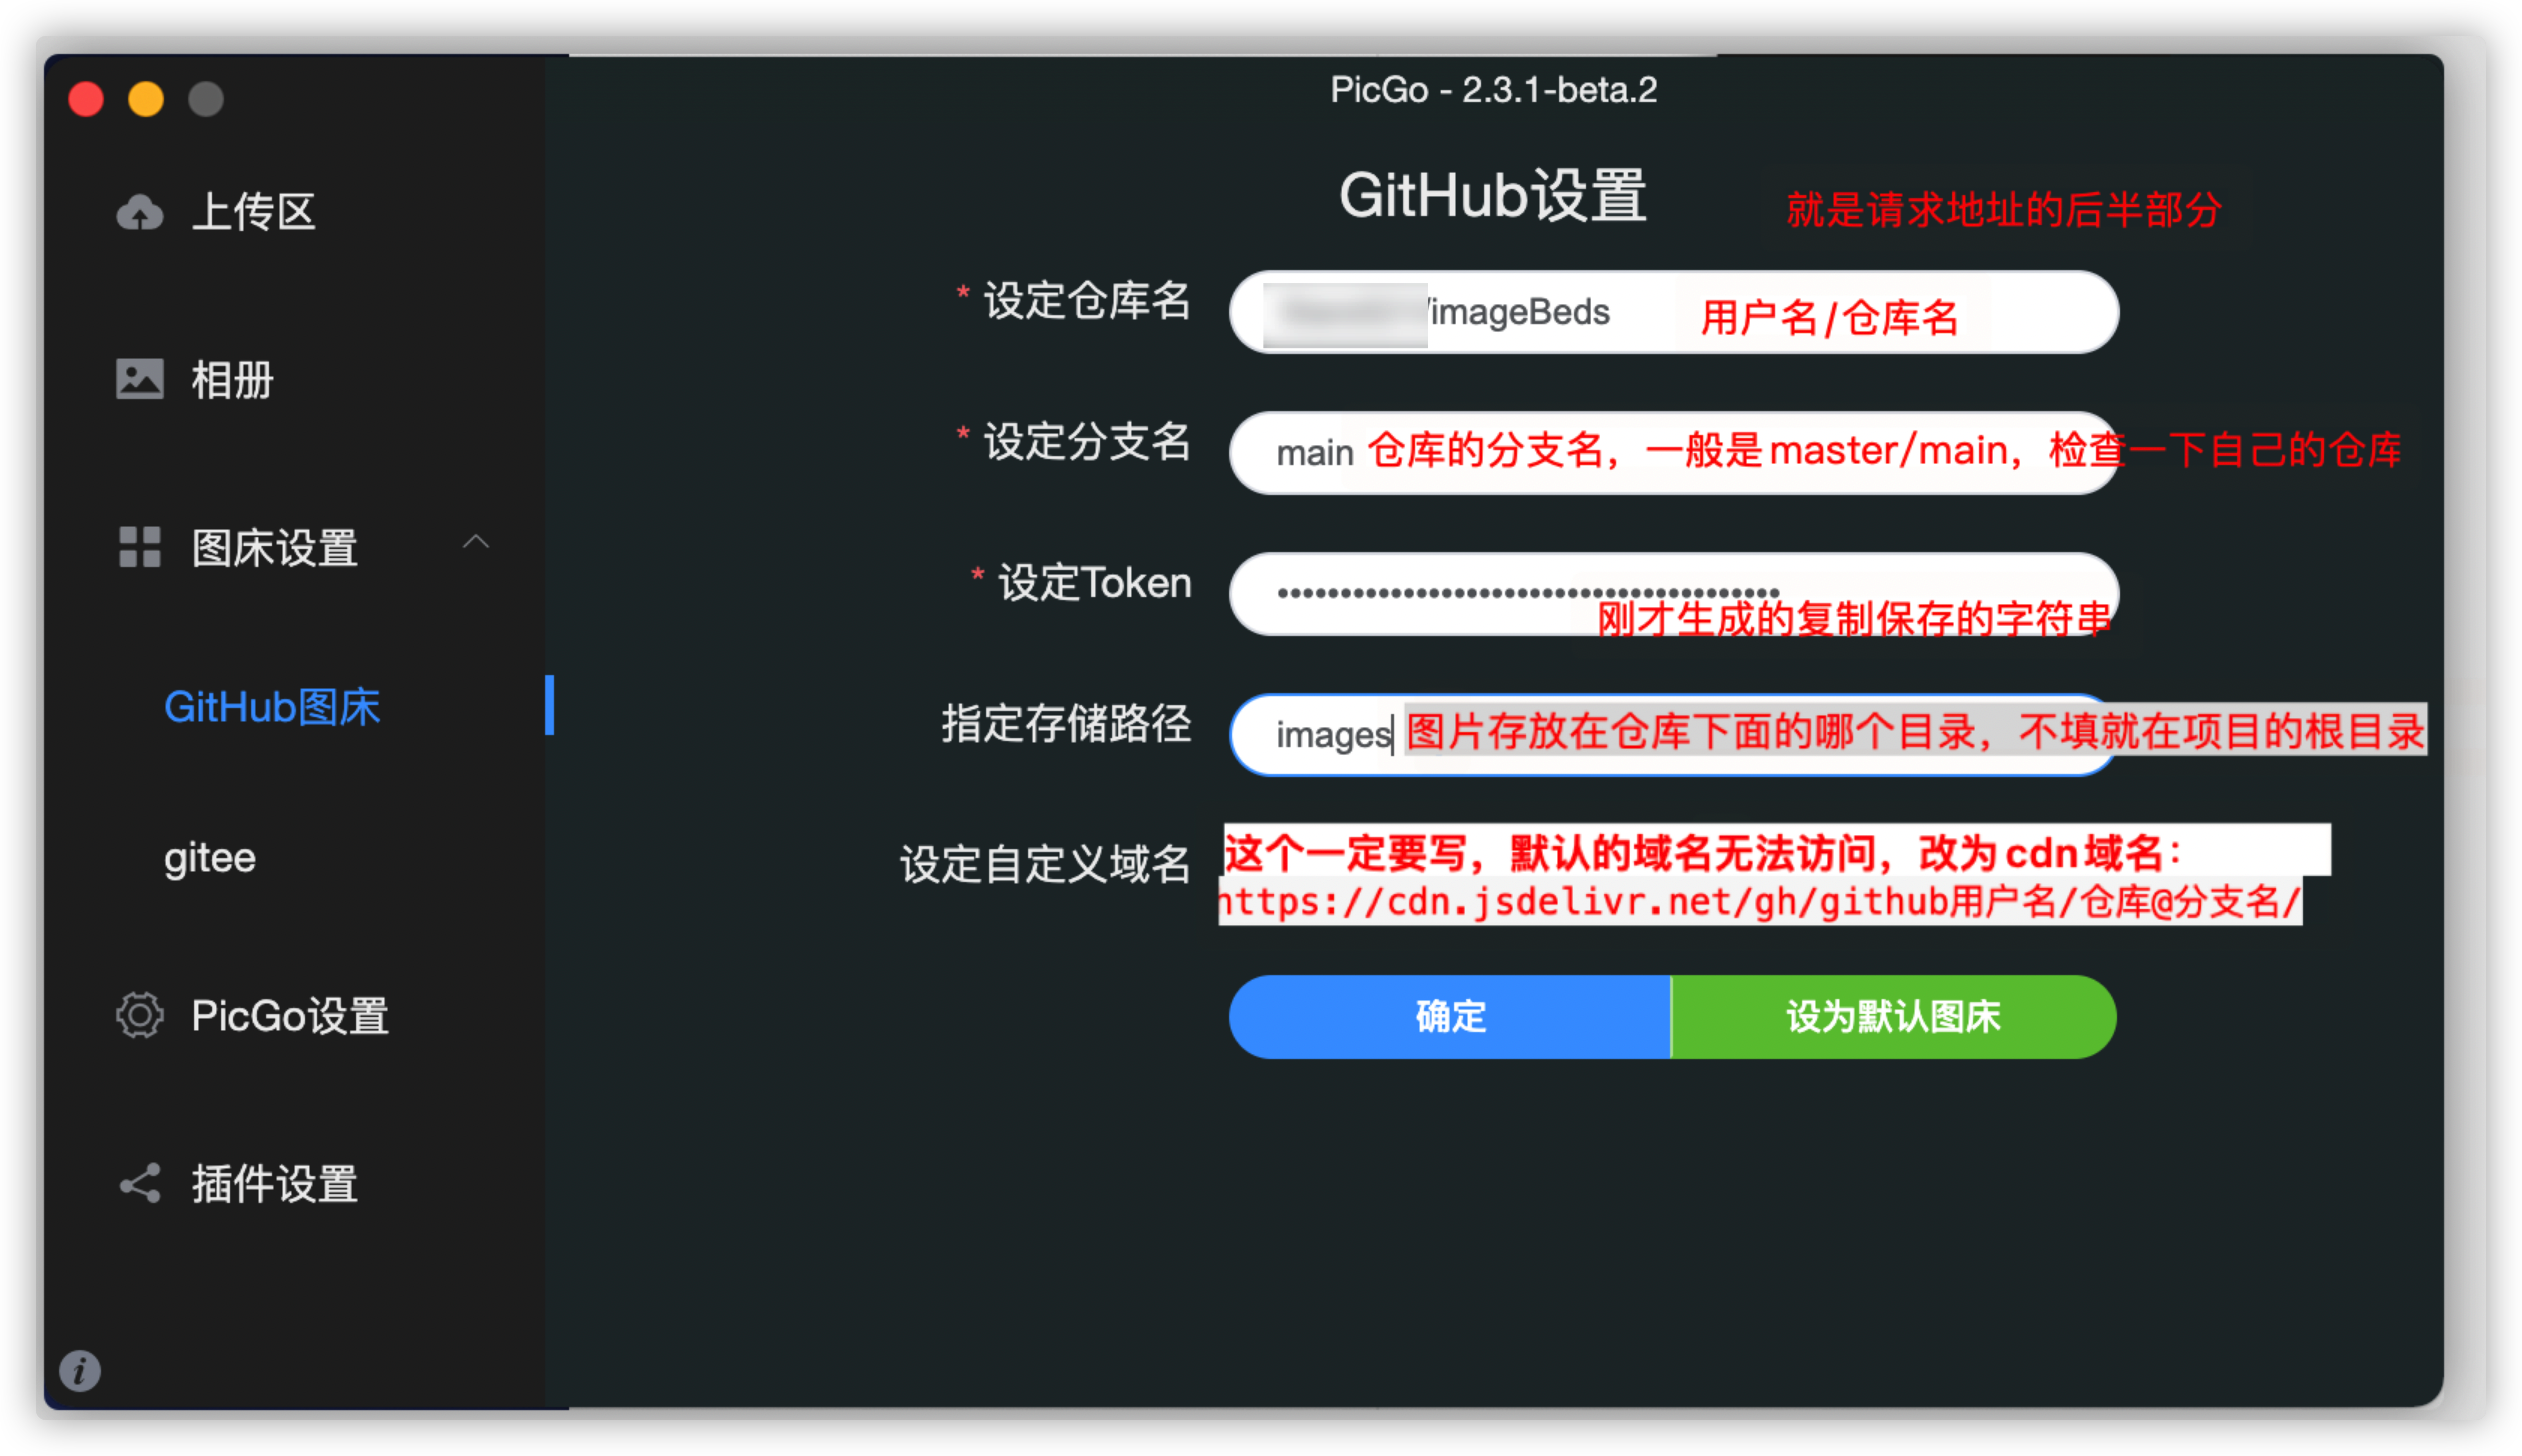 PicGo - 2.3.1-beta.2
上传区
相册
图床设置
GitHub图床
gitee
PicGo设置
插件设置
GitHub设置
就是请求地址的后半部分
* 设定仓库名
/imageBeds
用户名/仓库名
* 设定分支名
main
仓库的分支名，一般是master/main，检查一下自己的仓库
* 设定Token
刚才生成的复制保存的字符串
指定存储路径
images
图片存放在仓库下面的哪个目录，不填就在项目的根目录
设定自定义域名
这个一定要写，默认的域名无法访问，改为cdn域名：
https://cdn.jsdelivr.net/gh/github用户名/仓库@分支名/
确定
设为默认图床